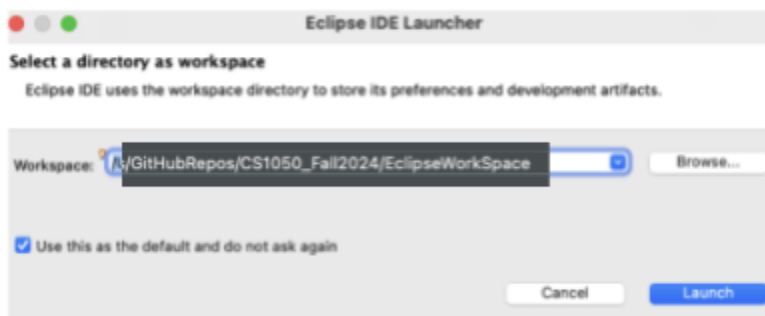 Eclipse IDE Launcher
Select a directory as workspace
Eclipse IDE uses the workspace directory to store its preferences and development artifacts.
Workspace: /GitHubRepos/CS1050_Fall2024/EclipseWorkSpace Browse...
Use this as the default and do not ask again
Cancel Launch